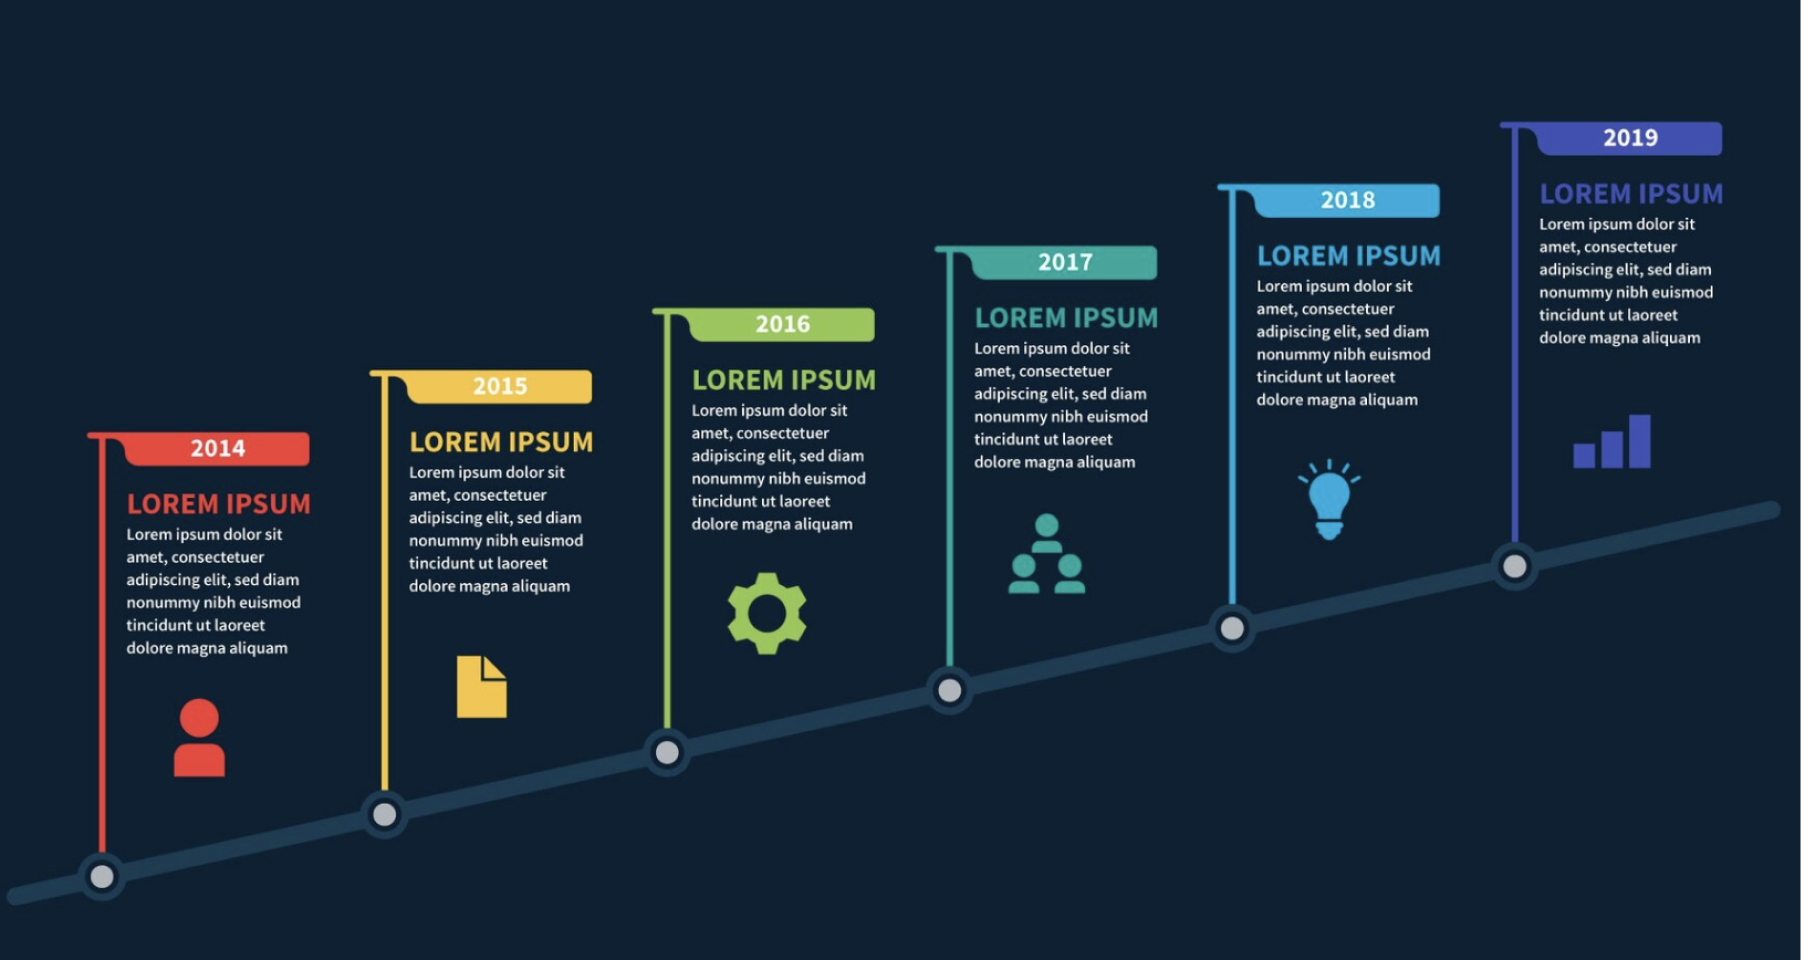 2014
LOREM IPSUM
Lorem ipsum dolor sit
amet, consectetuer
adipiscing elit, sed diam
nonummy nibh euismod
tincidunt ut laoreet
dolore magna aliquam
2015
LOREM IPSUM
Lorem ipsum dolor sit
amet, consectetuer
adipiscing elit, sed diam
nonummy nibh euismod
tincidunt ut laoreet
dolore magna aliquam
2016
LOREM IPSUM
Lorem ipsum dolor sit
amet, consectetuer
adipiscing elit, sed diam
nonummy nibh euismod
tincidunt ut laoreet
dolore magna aliquam
2017
LOREM IPSUM
Lorem ipsum dolor sit
amet, consectetuer
adipiscing elit, sed diam
nonummy nibh euismod
tincidunt ut laoreet
dolore magna aliquam
2018
LOREM IPSUM
Lorem ipsum dolor sit
amet, consectetuer
adipiscing elit, sed diam
nonummy nibh euismod
tincidunt ut laoreet
dolore magna aliquam
2019
LOREM IPSUM
Lorem ipsum dolor sit
amet, consectetuer
adipiscing elit, sed diam
nonummy nibh euismod
tincidunt ut laoreet
dolore magna aliquam